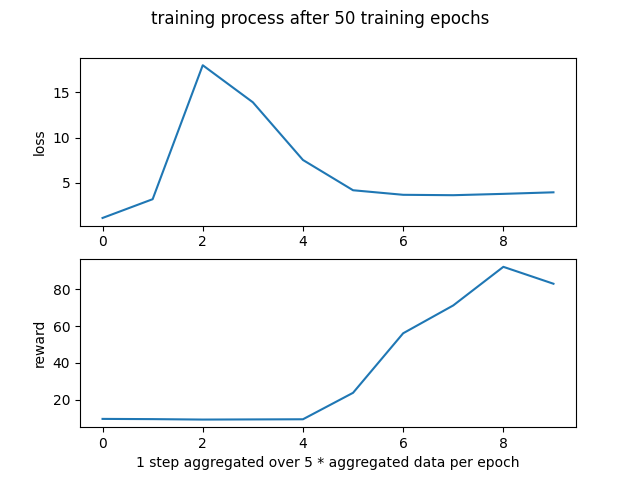 training process after 50 training epochs
15
10
5
loss
0 2 4 6 8
80
60
40
20
reward
0 2 4 6 8
1 step aggregated over 5 * aggregated data per epoch